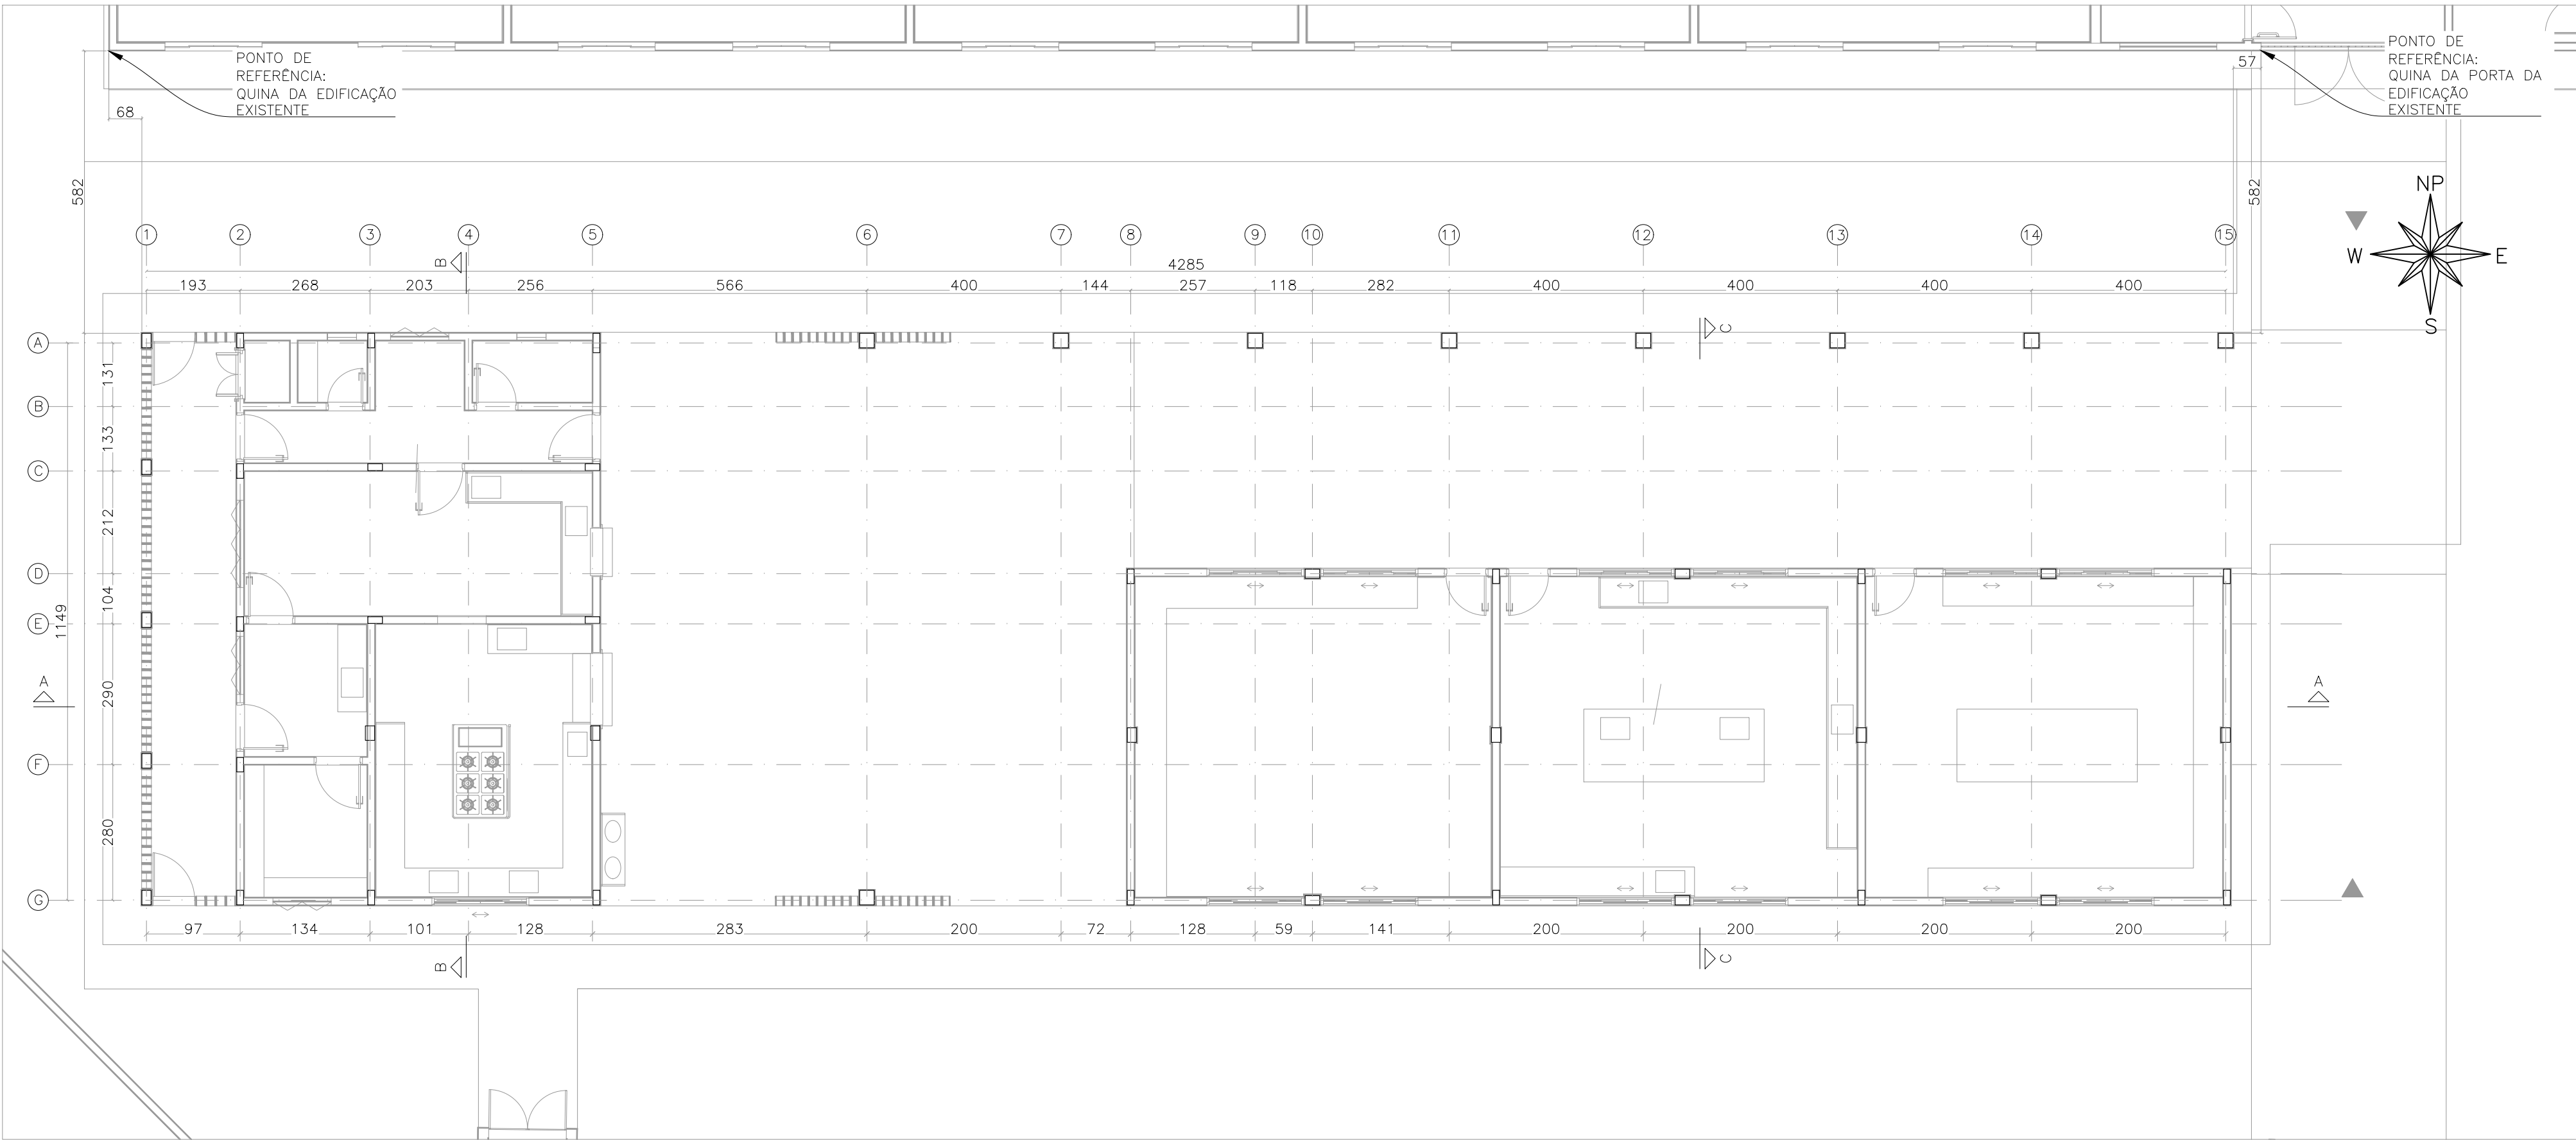 PONTO DE
REFERÊNCIA:
QUINA DA EDIFICAÇÃO
EXISTENTE
PONTO DE
REFERÊNCIA:
QUINA DA PORTA DA
EDIFICAÇÃO
EXISTENTE
57
68
582
582
NP
W
E
S
1
2
3
4
5
6
7
8
9
10
11
12
13
14
15
B
4285
193
268
203
256
566
400
144
257
118
282
400
400
400
400
C
A
B
C
D
E
F
G
131
133
212
104
290
280
1149
A
A
97
134
101
128
283
200
72
128
59
141
200
200
200
200
B
C